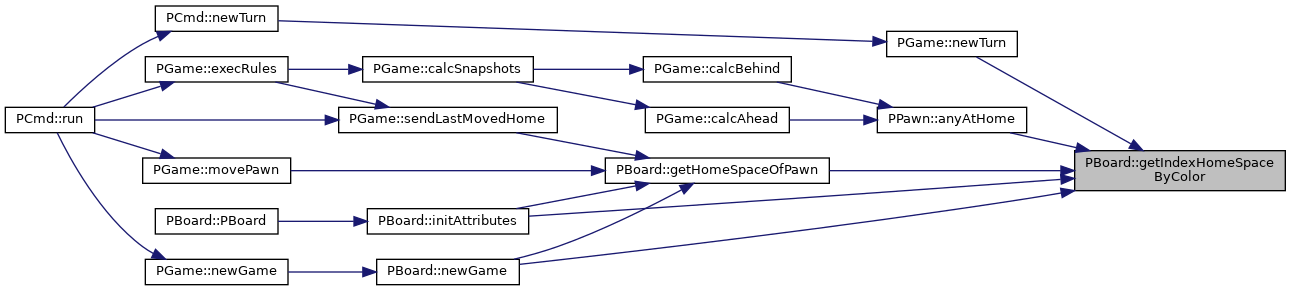 PCmd::newTurn
PGame::newTurn
PGame::execRules
PGame::calcSnapshots
PGame::calcBehind
PCmd::run
PGame::sendLastMovedHome
PGame::calcAhead
PPawn::anyAtHome
PGame::movePawn
PBoard::getHomeSpaceOfPawn
PBoard::getIndexHomeSpace
ByColor
PBoard::PBoard
PBoard::initAttributes
PGame::newGame
PBoard::newGame